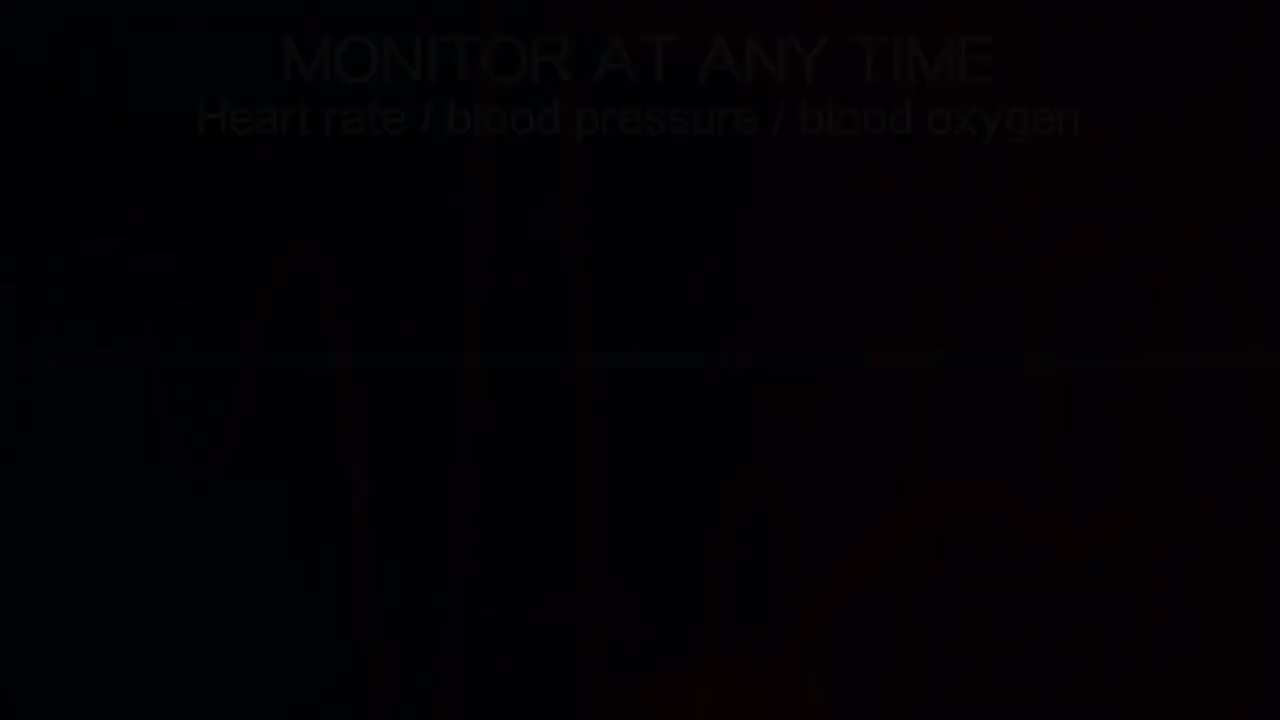 MONITOR AT ANY TIME
Heart rate / blood pressure / blood oxygen